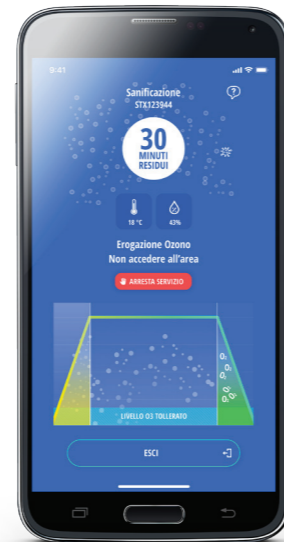 9:41
Sanificazione
STX123944
30
MINUTI
RESIDUI
18 °C
43%
Erogazione Ozono
Non accedere all'area
ARRESTA SERVIZIO
LIVELLO O3 TOLLERATO
ESCI